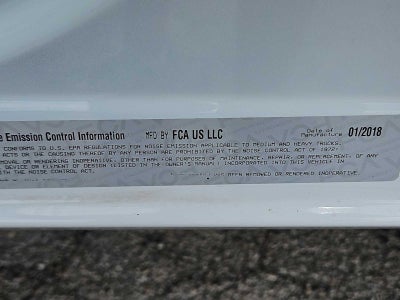 e Emission Control Information MFD BY FCA US LLC Date of Manufacture 01/2018
CONFORMS TO U.S. EPA REGULATIONS FOR NOISE EMISSION APPLICABLE TO MEDIUM AND HEAVY TRUCKS.
ACTS OR THE CAUSING THEREOF BY ANY PERSON ARE PROHIBITED BY THE NOISE CONTROL ACT OF 1972:
MOVAL OR RENDERING INOPERATIVE, OTHER THAN FOR PURPOSES OF MAINTENANCE, REPAIR, OR REPLACEMENT, OF ANY
DEVICE OR ELEMENT OF DESIGN (LISTED IN THE OWNER'S MANUAL) INCORPORATED INTO THIS VEHICLE IN
WITH THE NOISE CONTROL ACT.
BEEN REMOVED OR RENDERED INOPERATIVE.